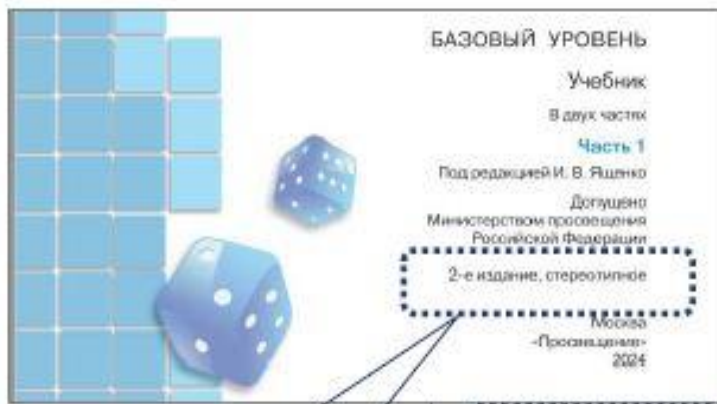 БАЗОВЫЙ УРОВЕНЬ
Учебник
В двух частях
Часть 1
Под редакцией И. В. Ященко
Допущено
Министерством просвещения
Российской Федерации
2-е издание, стереотипное
Москва
«Просвещение»
2024